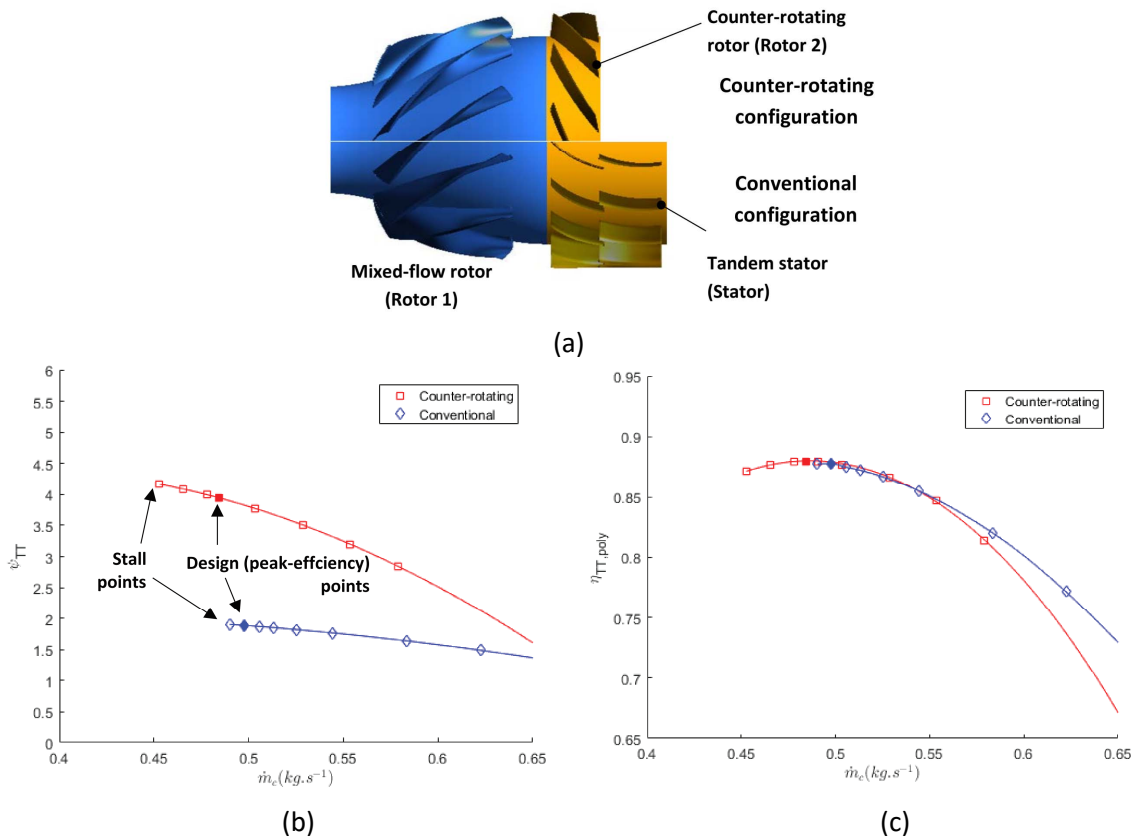 Counter-rotating
rotor (Rotor 2)
Counter-rotating
configuration
Conventional
configuration
Mixed-flow rotor
(Rotor 1)
Tandem stator
(Stator)
(a)
6
5.5
5
4.5
4
3.5
3
2.5
2
1.5
1
0.5
0
ψTT
Counter-rotating
Conventional
Stall
points
Design (peak-effciency)
points
0.4
0.45
0.5
0.55
0.6
0.65
ṁc(kg.s⁻¹)
(b)
0.95
0.9
0.85
0.8
0.75
0.7
0.65
ηTT,poly
Counter-rotating
Conventional
0.4
0.45
0.5
0.55
0.6
0.65
ṁc(kg.s⁻¹)
(c)